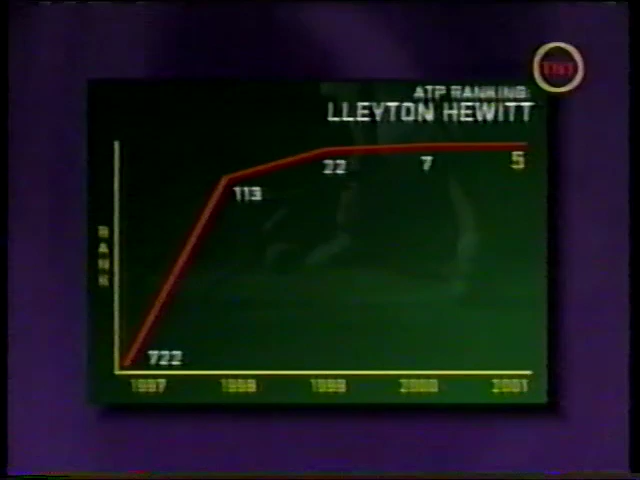 TNT
ATP RANKING:
LLEYTON HEWITT
22
7
5
113
RANK
722
1997 1998 1999 2000 2001